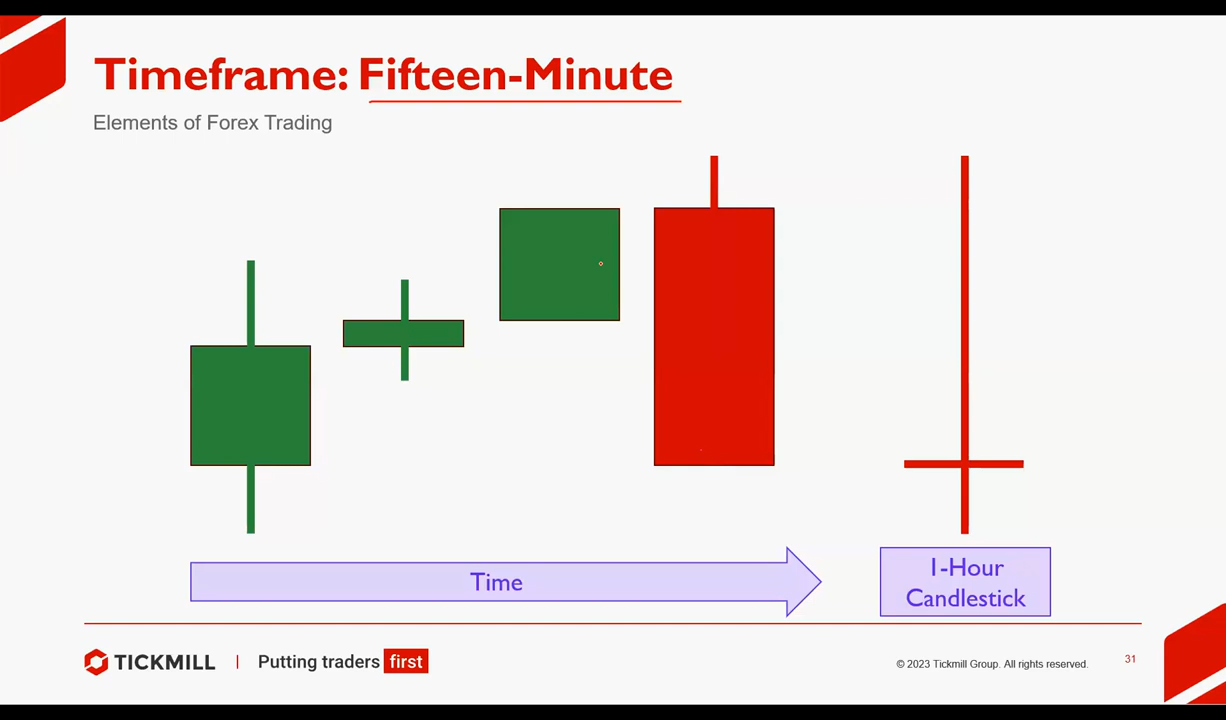 Timeframe: Fifteen-Minute
Elements of Forex Trading
Time
1-Hour
Candlestick
TICKMILL | Putting traders first
© 2023 Tickmill Group. All rights reserved.
31